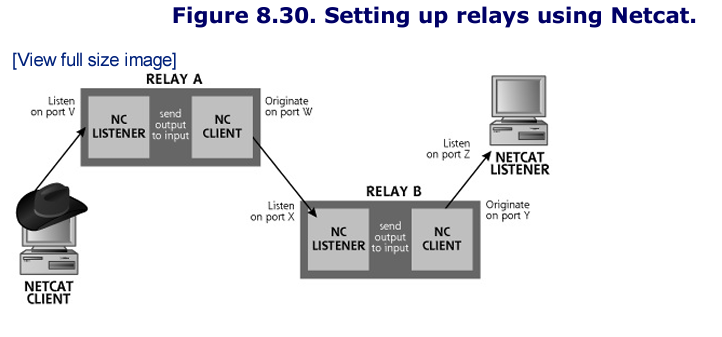 Figure 8.30. Setting up relays using Netcat.
[View full size image]
RELAY A
Listen
on port V
NC
LISTENER
send
output
to input
NC
CLIENT
Originate
on port W
Listen
on port Z
NETCAT
LISTENER
RELAY B
Listen
on port X
NC
LISTENER
send
output
to input
NC
CLIENT
Originate
on port Y
NETCAT
CLIENT